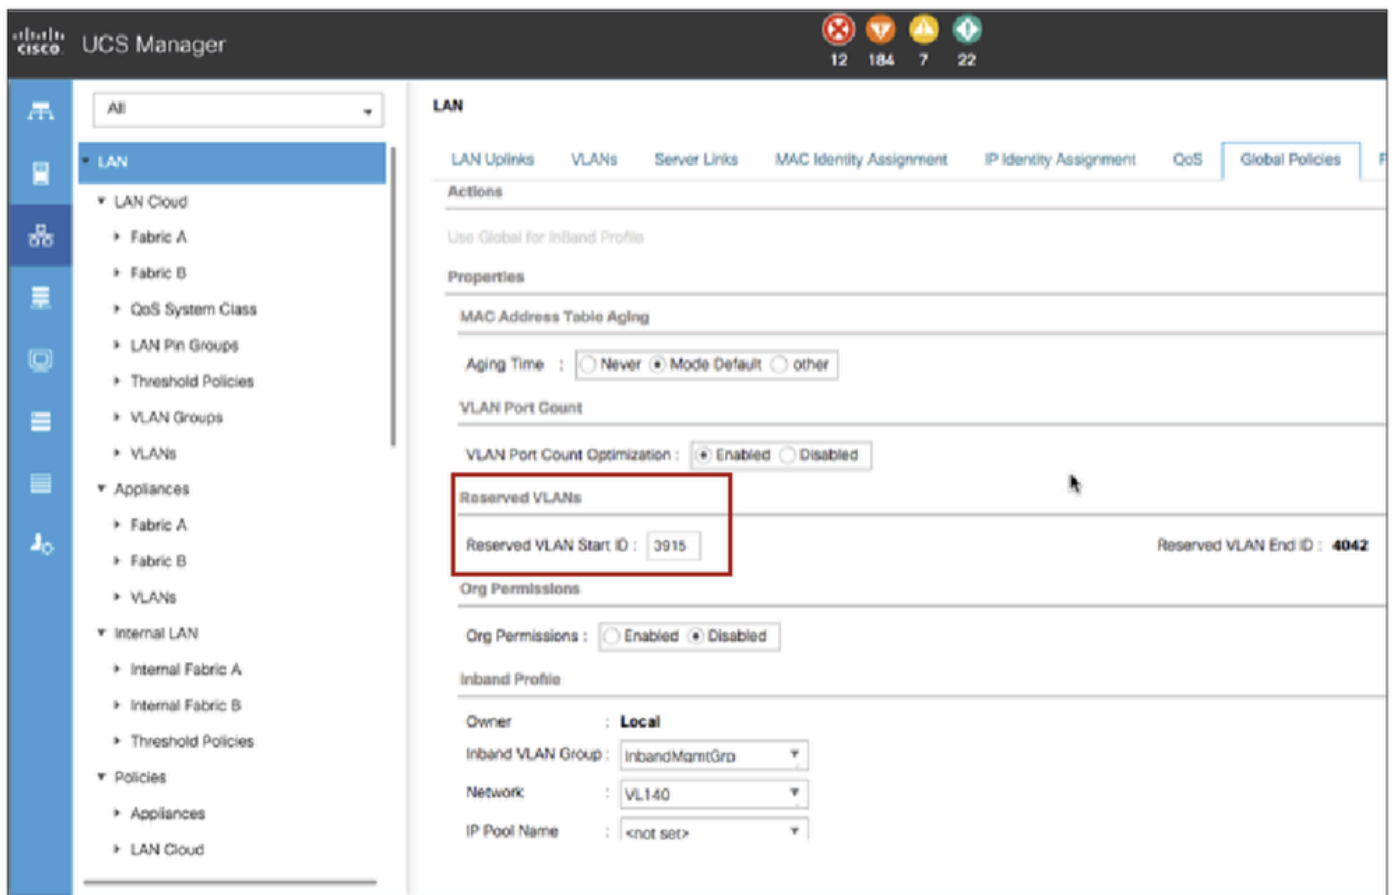 cisco UCS Manager
12 184 7 22
All
LAN
LAN Cloud
Fabric A
Fabric B
QoS System Class
LAN Pin Groups
Threshold Policies
VLAN Groups
VLANs
Appliances
Fabric A
Fabric B
VLANs
Internal LAN
Internal Fabric A
Internal Fabric B
Threshold Policies
Policies
Appliances
LAN Cloud
LAN
LAN Uplinks VLANs Server Links MAC Identity Assignment IP Identity Assignment QoS Global Policies
Actions
Use Global for InBand Profile
Properties
MAC Address Table Aging
Aging Time : Never Mode Default other
VLAN Port Count
VLAN Port Count Optimization : Enabled Disabled
Reserved VLANs
Reserved VLAN Start ID : 3915 Reserved VLAN End ID : 4042
Org Permissions
Org Permissions : Enabled Disabled
Inband Profile
Owner : Local
Inband VLAN Group : InbandMgmtGrp
Network : VL140
IP Pool Name : <not set>